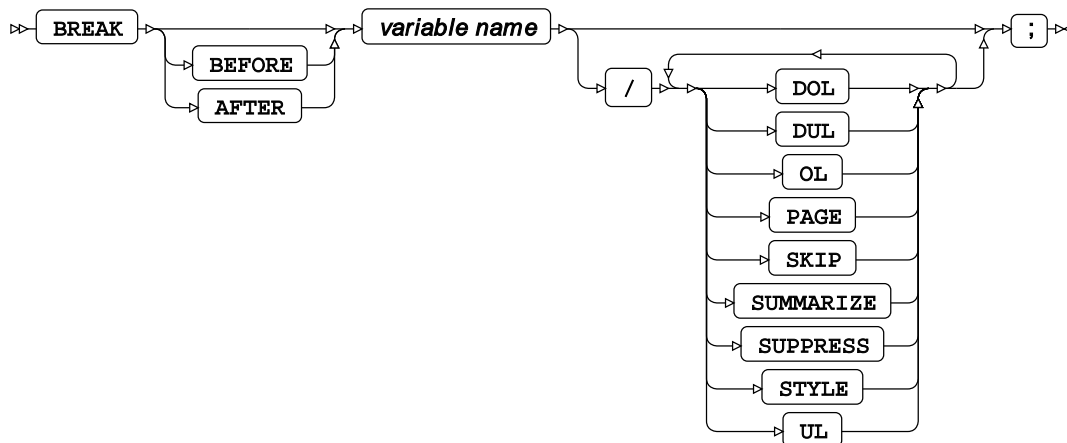 BREAK variable name ;
BEFORE / DOL
AFTER DUL
OL
PAGE
SKIP
SUMMARIZE
SUPPRESS
STYLE
UL